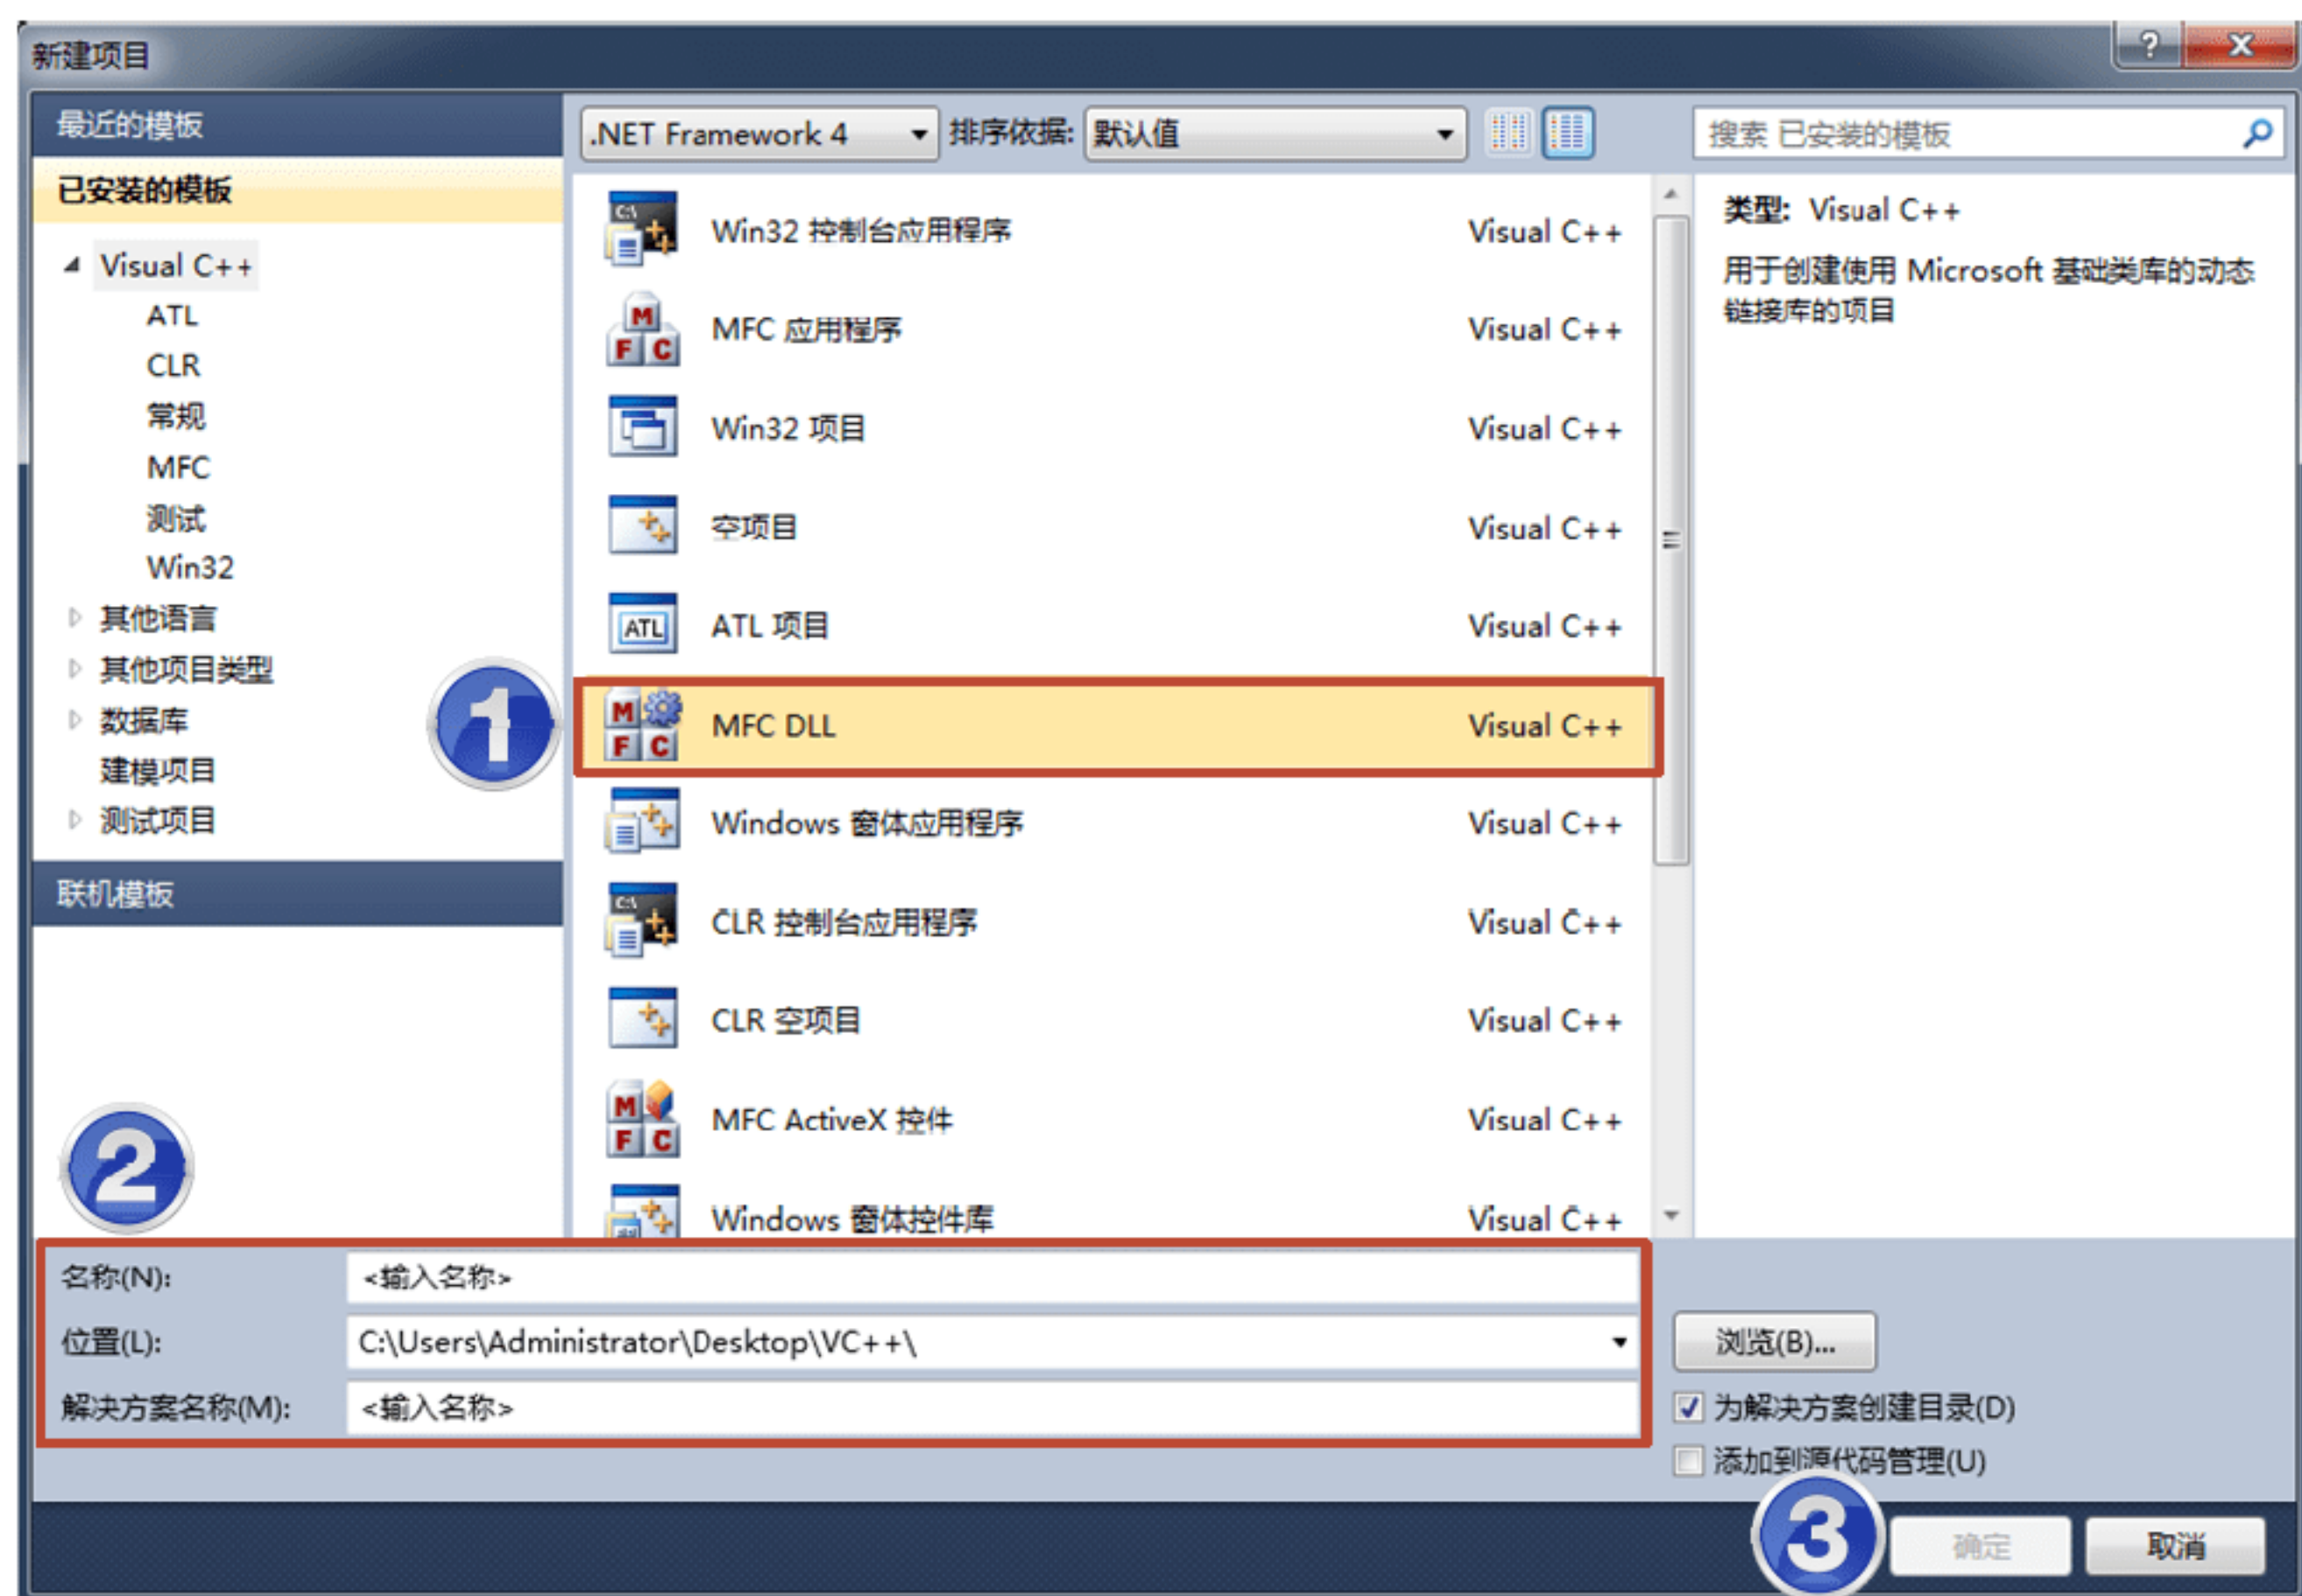 新建项目
最近的模板
.NET Framework 4 排序依据: 默认值
搜索 已安装的模板
已安装的模板
Visual C++
ATL
CLR
常规
MFC
测试
Win32
其他语言
其他项目类型
数据库
建模项目
测试项目
联机模板
Win32 控制台应用程序 Visual C++
MFC 应用程序 Visual C++
Win32 项目 Visual C++
空项目 Visual C++
ATL 项目 Visual C++
1
MFC DLL Visual C++
Windows 窗体应用程序 Visual C++
CLR 控制台应用程序 Visual C++
CLR 空项目 Visual C++
MFC ActiveX 控件 Visual C++
Windows 窗体控件库 Visual C++
类型: Visual C++
用于创建使用 Microsoft 基础类库的动态
链接库的项目
2
名称(N): <输入名称>
位置(L): C:\Users\Administrator\Desktop\VC++\
浏览(B)...
解决方案名称(M): <输入名称>
为解决方案创建目录(D)
添加到源代码管理(U)
3
确定 取消